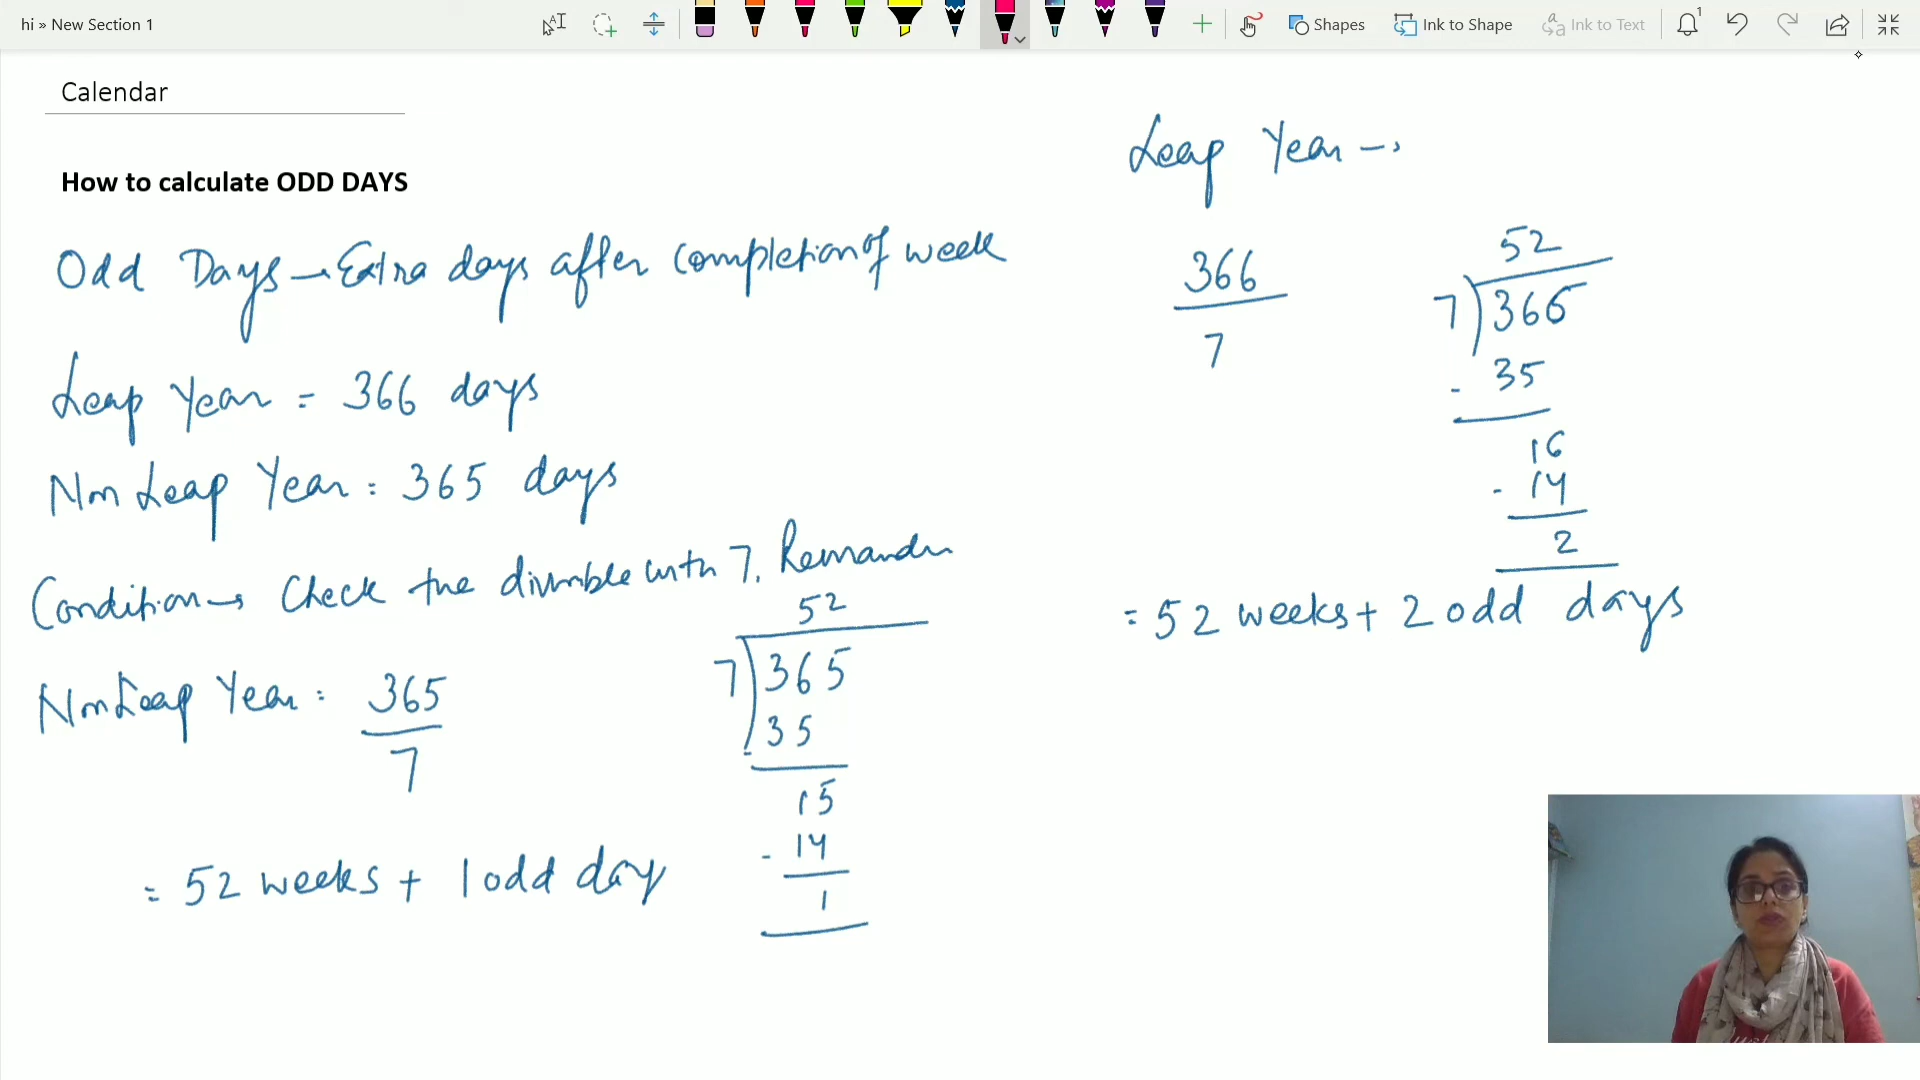 hi » New Section 1
Shapes
Ink to Shape
Ink to Text
1
Calendar
How to calculate ODD DAYS
Odd Days → Extra days after completion of week
Leap Year = 366 days
Non Leap Year = 365 days
Condition → Check the divisible with 7. Remainder
Non Leap Year = 365
7
52
7)365
35
15
- 14
1
= 52 weeks + 1 odd day
Leap Year →
366
7
52
7)366
- 35
16
- 14
2
= 52 weeks + 2 odd days